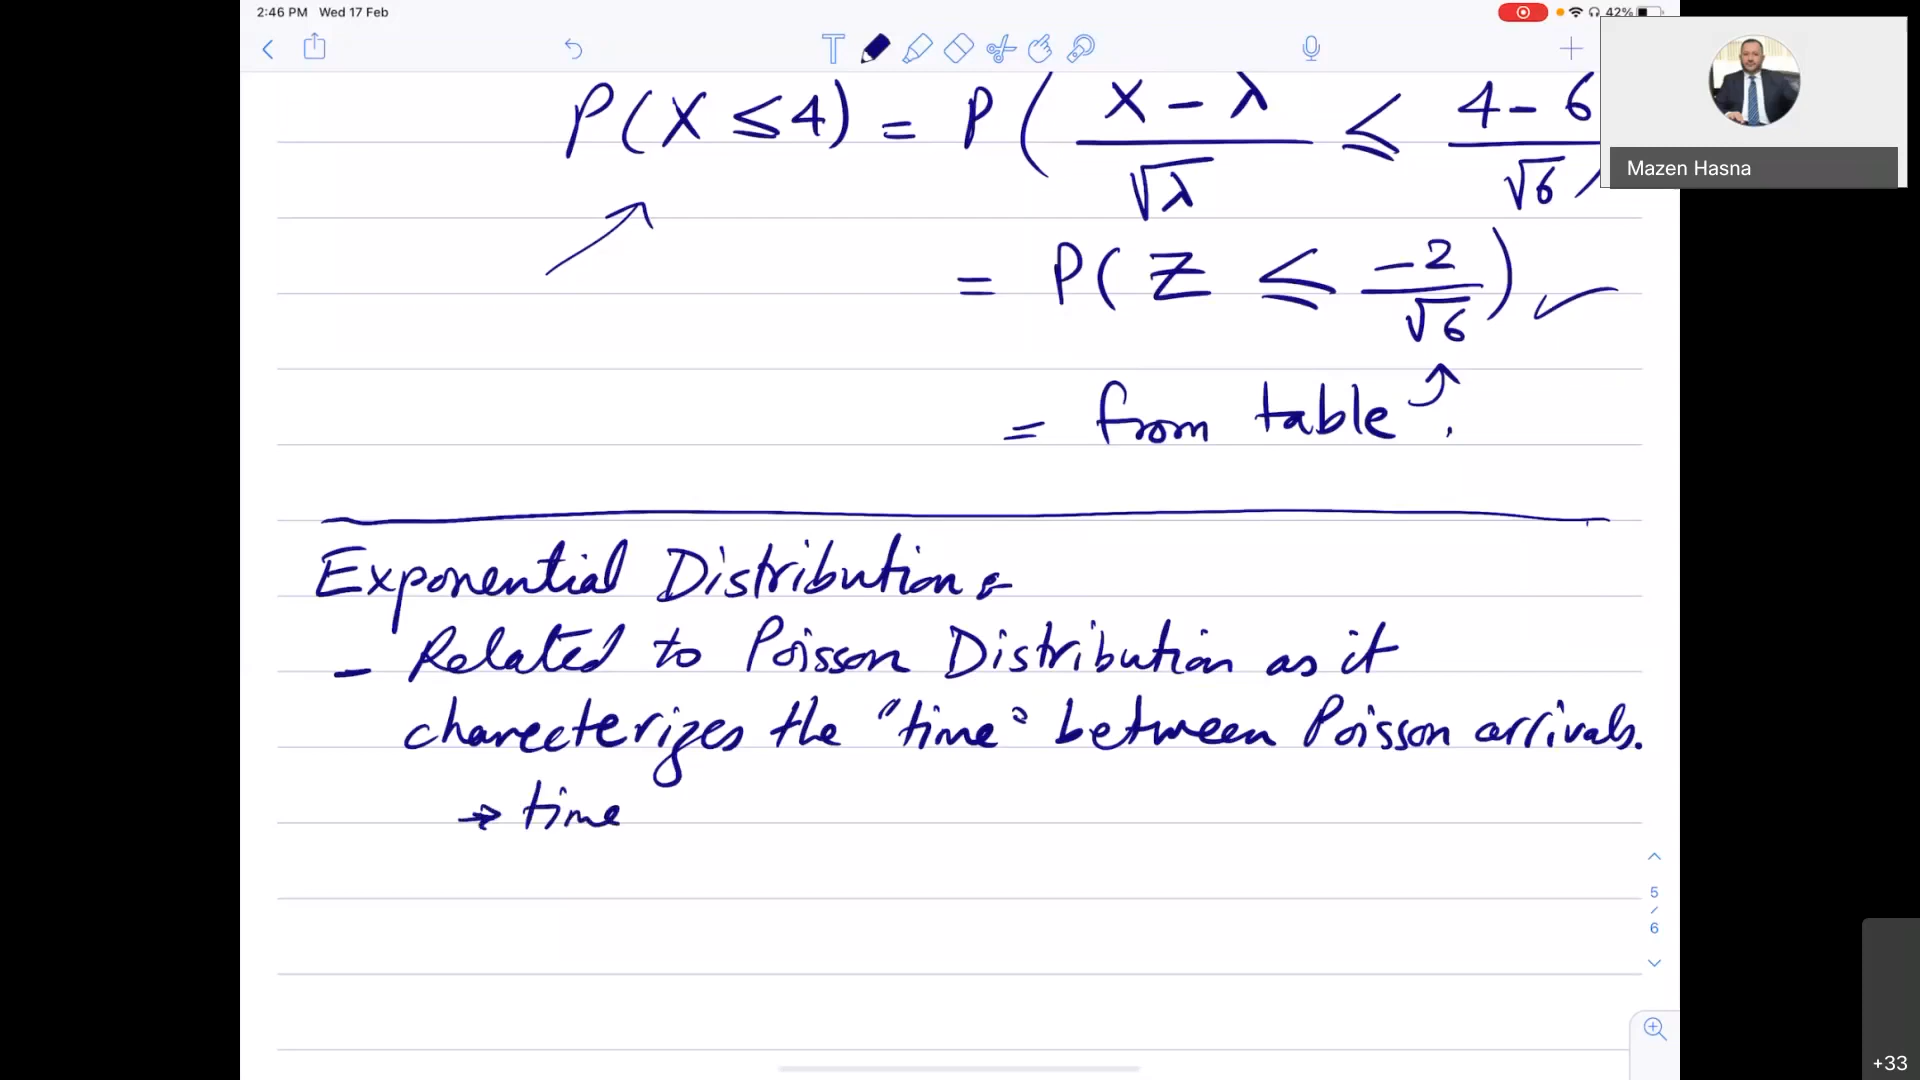 2:46 PM Wed 17 Feb
42%
P(X ≤ 4) = P( X - λ / √λ ≤ 4 - 6 / √6 )
Mazen Hasna
= P( Z ≤ -2 / √6 ) ✓
= from table.
Exponential Distribution:
- Related to Poisson Distribution as it
charecterizes the "time" between Poisson arrivals.
→ time
5
/
6
+33